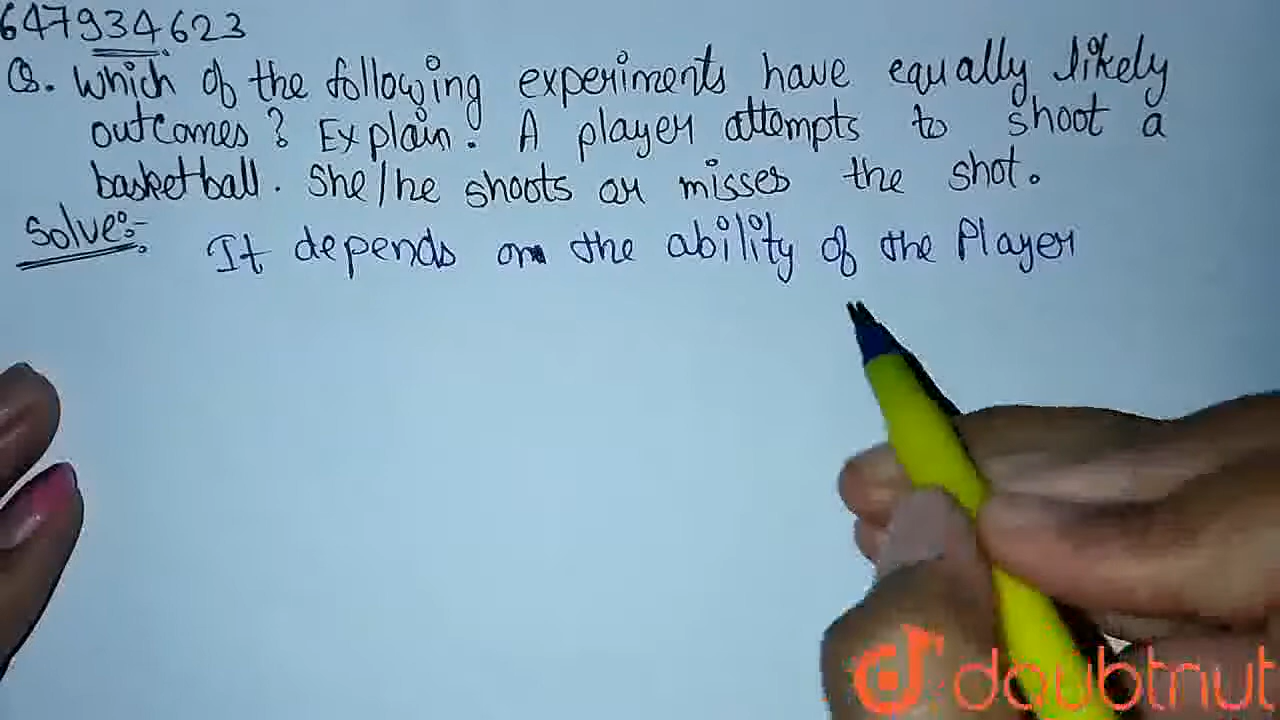 647934623
Q. Which of the following experiments have equally likely
outcomes? Explain. A player attempts to shoot a
basketball. She/he shoots or misses the shot.
Solve:- It depends on the ability of the Player
doubtnut